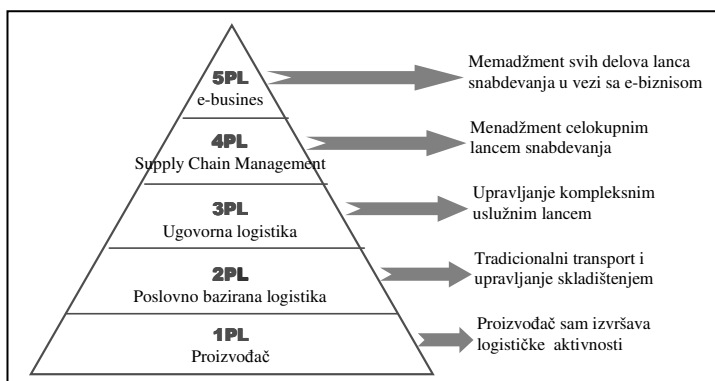 5PL
e-busines
Memadžment svih delova lanca
snabdevanja u vezi sa e-biznisom
4PL
Supply Chain Management
Menadžment celokupnim
lancem snabdevanja
3PL
Ugovorna logistika
Upravljanje kompleksnim
uslužnim lancem
2PL
Poslovno bazirana logistika
Tradicionalni transport i
upravljanje skladištenjem
1PL
Proizvođač
Proizvođač sam izvršava
logističke aktivnosti